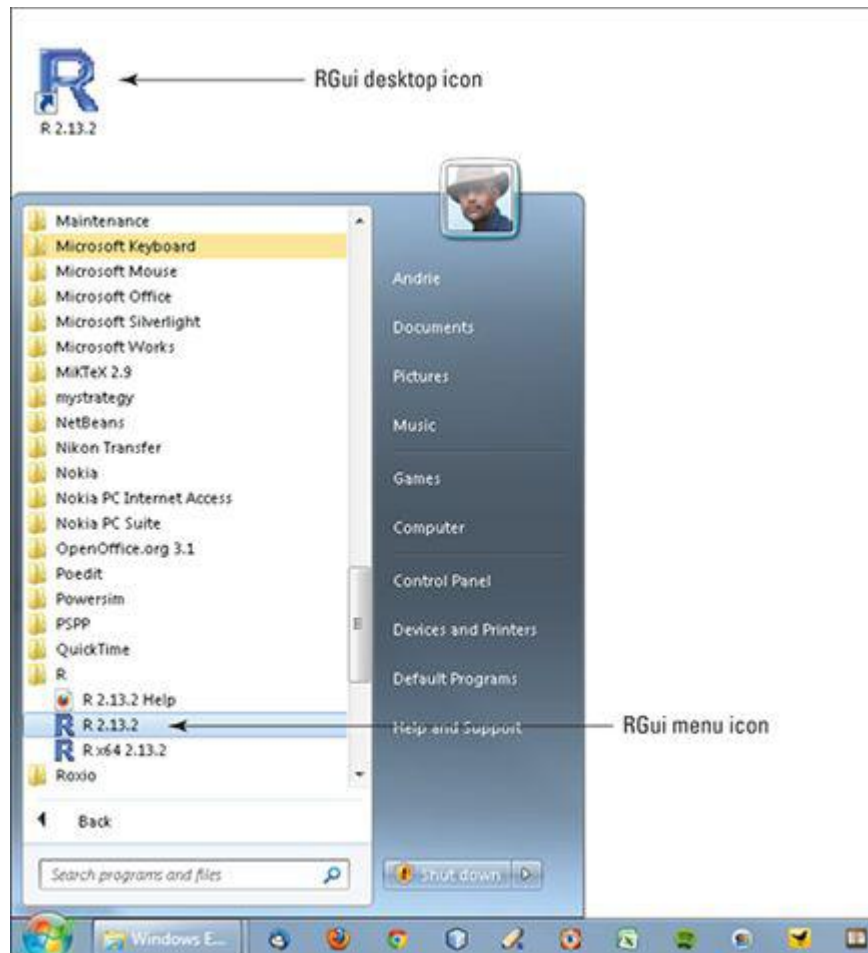 RGui desktop icon
R 2.13.2
Maintenance
Microsoft Keyboard
Microsoft Mouse
Microsoft Office
Microsoft Silverlight
Microsoft Works
MiKTeX 2.9
mystrategy
NetBeans
Nikon Transfer
Nokia
Nokia PC Internet Access
Nokia PC Suite
OpenOffice.org 3.1
Poedit
Powersim
PSPP
QuickTime
R
R 2.13.2 Help
R 2.13.2
R x64 2.13.2
Roxio
Back
Search programs and files
Andrie
Documents
Pictures
Music
Games
Computer
Control Panel
Devices and Printers
Default Programs
Help and Support
RGui menu icon
Shut down
Windows E...